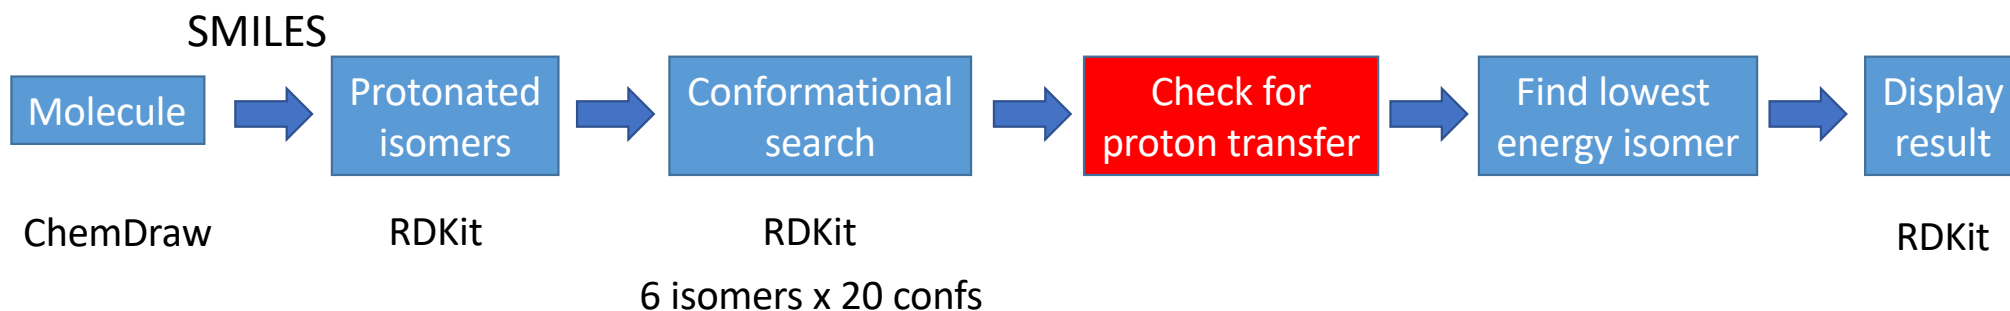 SMILES
Molecule
Protonated
isomers
Conformational
search
Check for
proton transfer
Find lowest
energy isomer
Display
result
ChemDraw
RDKit
RDKit
RDKit
6 isomers x 20 confs